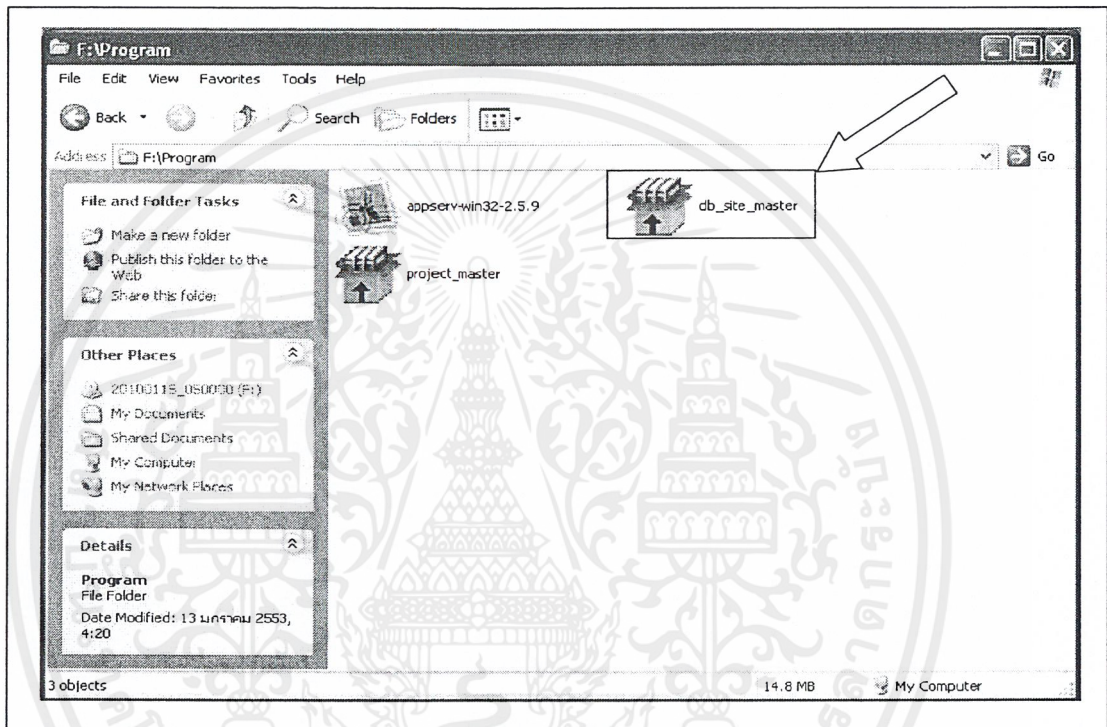 F:\Program
File Edit View Favorites Tools Help
Back Search Folders
Address F:\Program Go
File and Folder Tasks
Make a new folder
Publish this folder to the
Web
Share this folder
Other Places
20100115_050000 (F:)
My Documents
Shared Documents
My Computer
My Network Places
Details
Program
File Folder
Date Modified: 13 มกราคม 2553,
4:20
appserv-win32-2.5.9
db_site_master
project_master
3 objects 14.8 MB My Computer